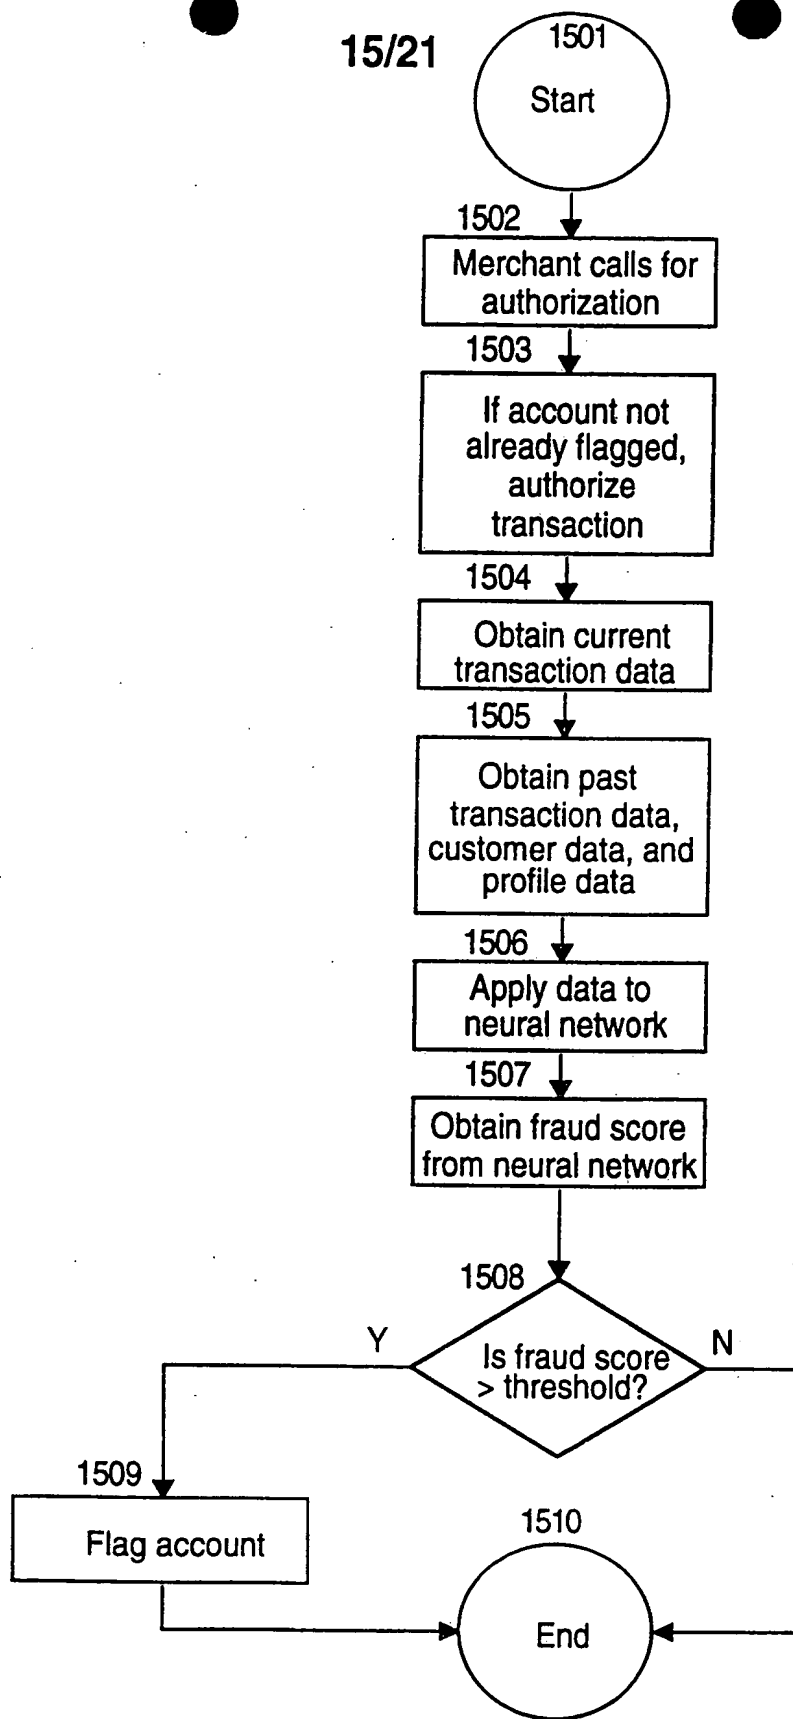 15/21
1501
Start
1502
Merchant calls for
authorization
1503
If account not
already flagged,
authorize
transaction
1504
Obtain current
transaction data
1505
Obtain past
transaction data,
customer data, and
profile data
1506
Apply data to
neural network
1507
Obtain fraud score
from neural network
1508
Y
Is fraud score
> threshold?
N
1509
Flag account
1510
End